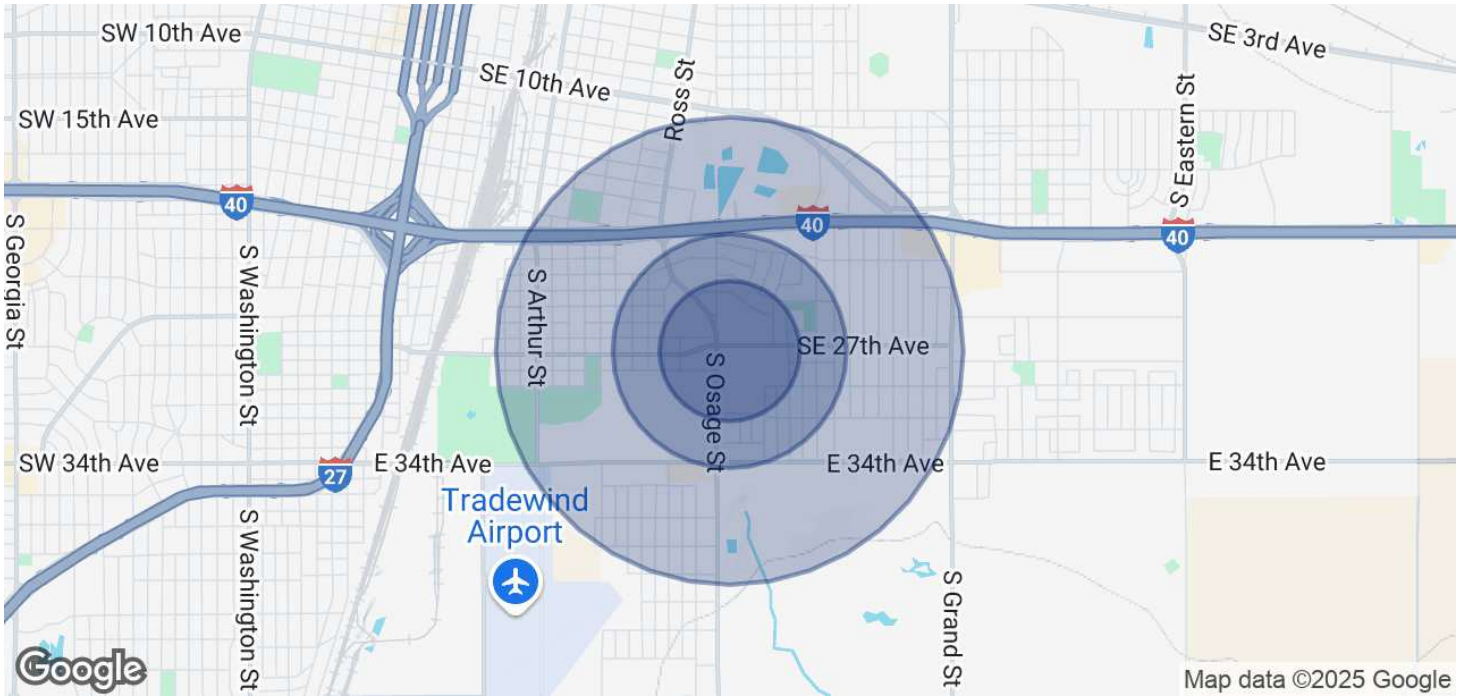 SW 10th Ave
SE 3rd Ave
SE 10th Ave
Ross St
S Eastern St
SW 15th Ave
40
40
40
S Georgia St
S Washington St
S Arthur St
SE 27th Ave
S Osage St
SW 34th Ave
27
E 34th Ave
E 34th Ave
E 34th Ave
Tradewind
Airport
S Washington St
S Grand St
Google
Map data ©2025 Google